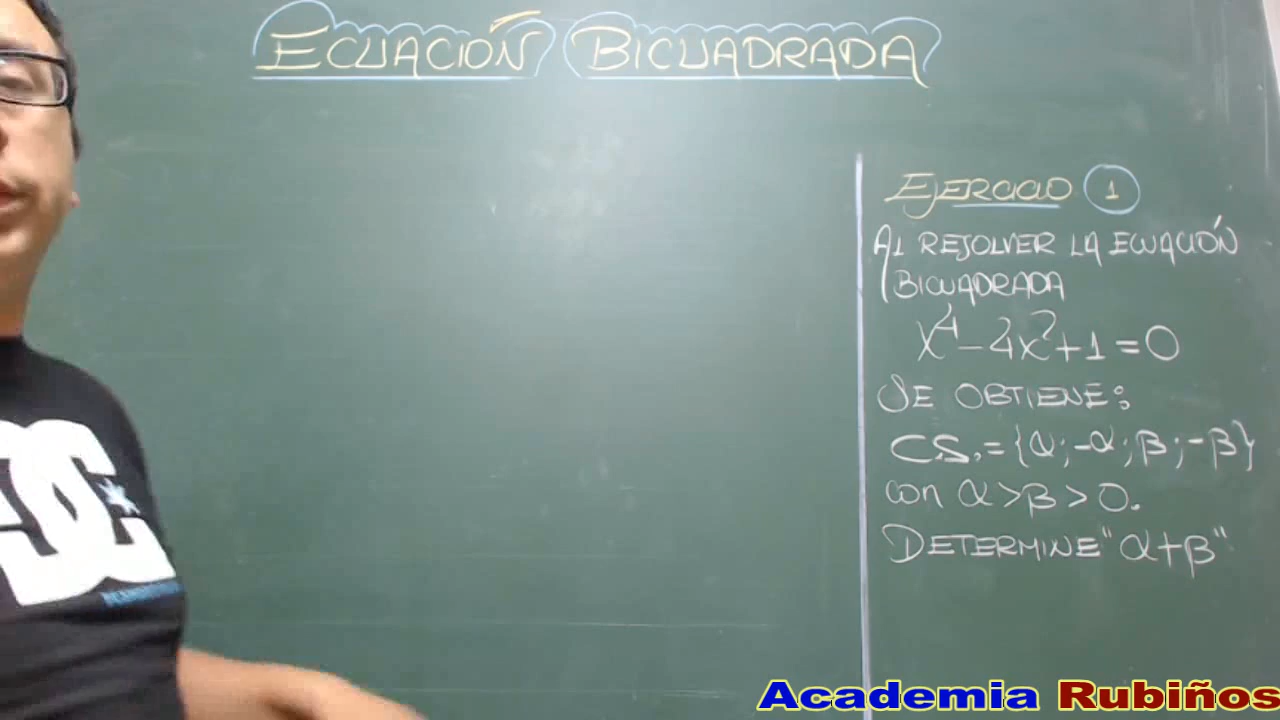 ECUACIÓN BICUADRADA
EJERCICIO 1
AL RESOLVER LA ECUACIÓN
BICUADRADA
x⁴-4x²+1=0
SE OBTIENE:
C.S.={α;-α;β;-β}
con α>β>0.
DETERMINE "α+β"
DC
Academia Rubiños